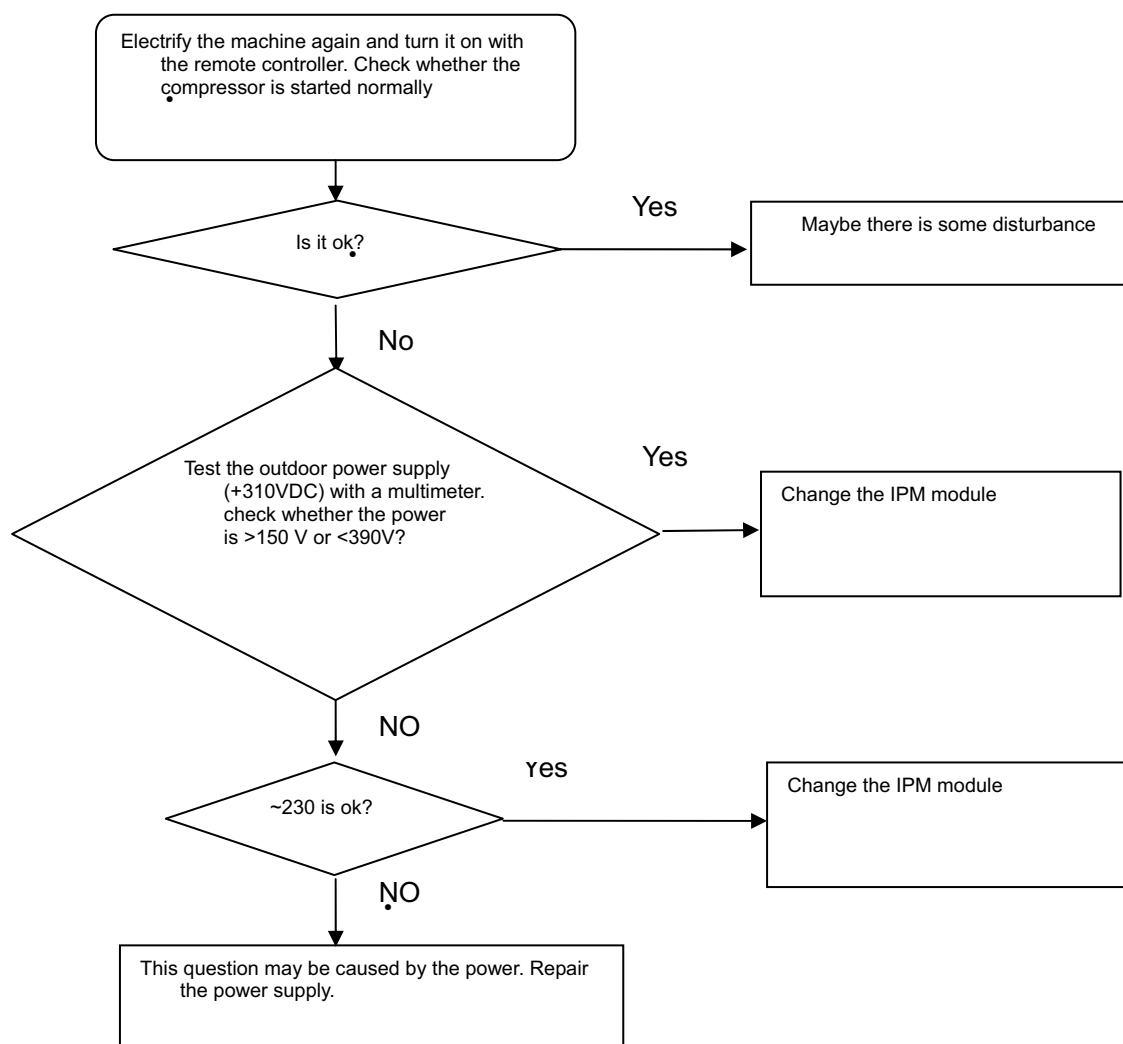 Electrify the machine again and turn it on with
the remote controller. Check whether the
compressor is started normally
Is it ok?
Yes
Maybe there is some disturbance
No
Test the outdoor power supply
(+310VDC) with a multimeter.
check whether the power
is >150 V or <390V?
Yes
Change the IPM module
NO
~230 is ok?
Yes
Change the IPM module
NO
This question may be caused by the power. Repair
the power supply.